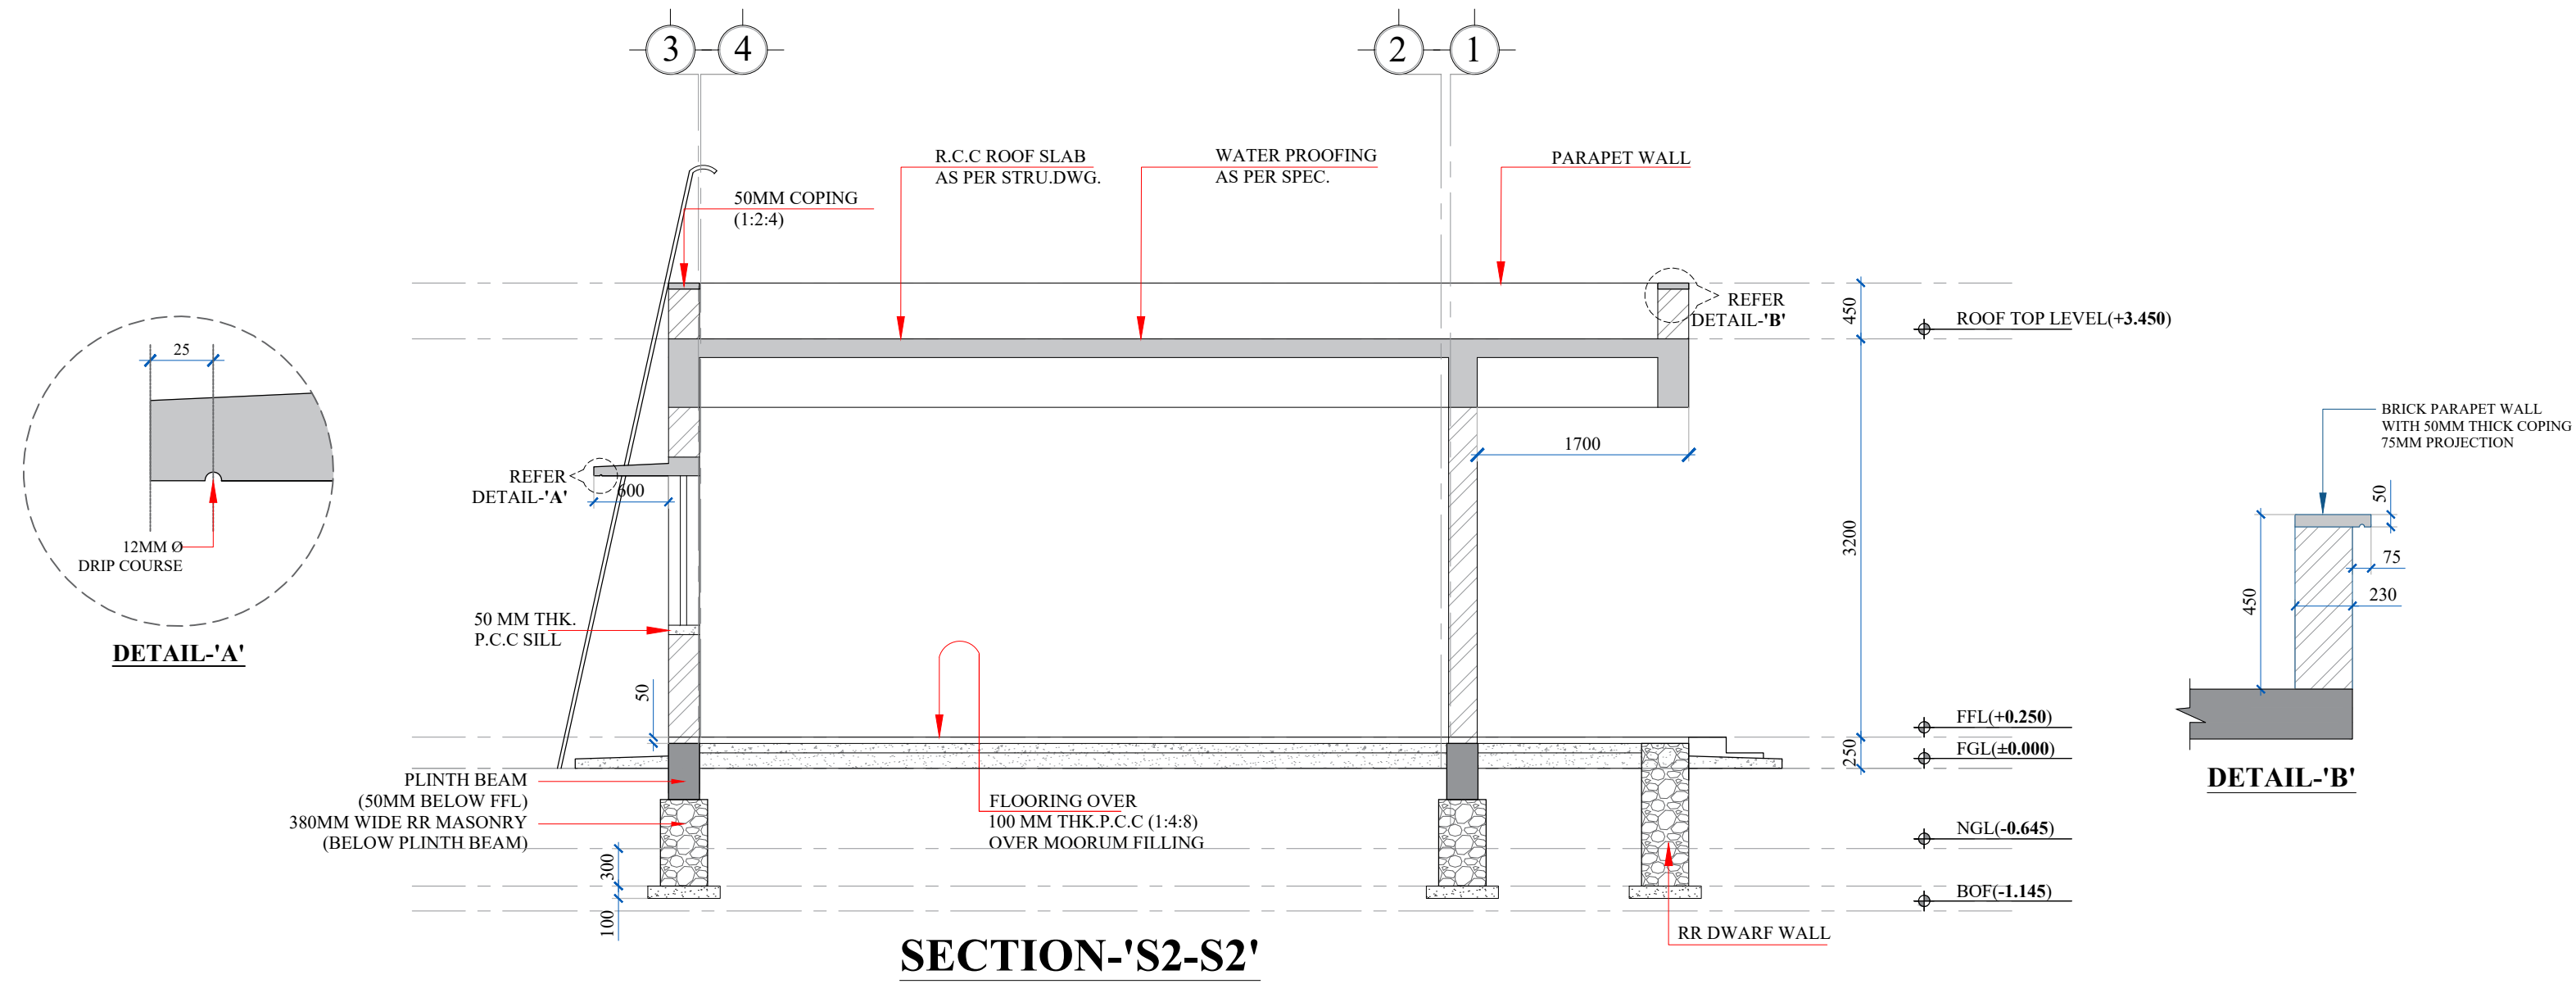 3
4
2
1
R.C.C ROOF SLAB
AS PER STRU.DWG.
WATER PROOFING
AS PER SPEC.
PARAPET WALL
50MM COPING
(1:2:4)
REFER
DETAIL-'B'
450
ROOF TOP LEVEL(+3.450)
25
12MM Ø
DRIP COURSE
DETAIL-'A'
REFER
DETAIL-'A'
600
1700
3200
BRICK PARAPET WALL
WITH 50MM THICK COPING
75MM PROJECTION
50
75
230
450
DETAIL-'B'
50 MM THK.
P.C.C SILL
50
FFL(+0.250)
FGL(±0.000)
250
PLINTH BEAM
(50MM BELOW FFL)
380MM WIDE RR MASONRY
(BELOW PLINTH BEAM)
FLOORING OVER
100 MM THK.P.C.C (1:4:8)
OVER MOORUM FILLING
NGL(-0.645)
300
BOF(-1.145)
100
RR DWARF WALL
SECTION-'S2-S2'